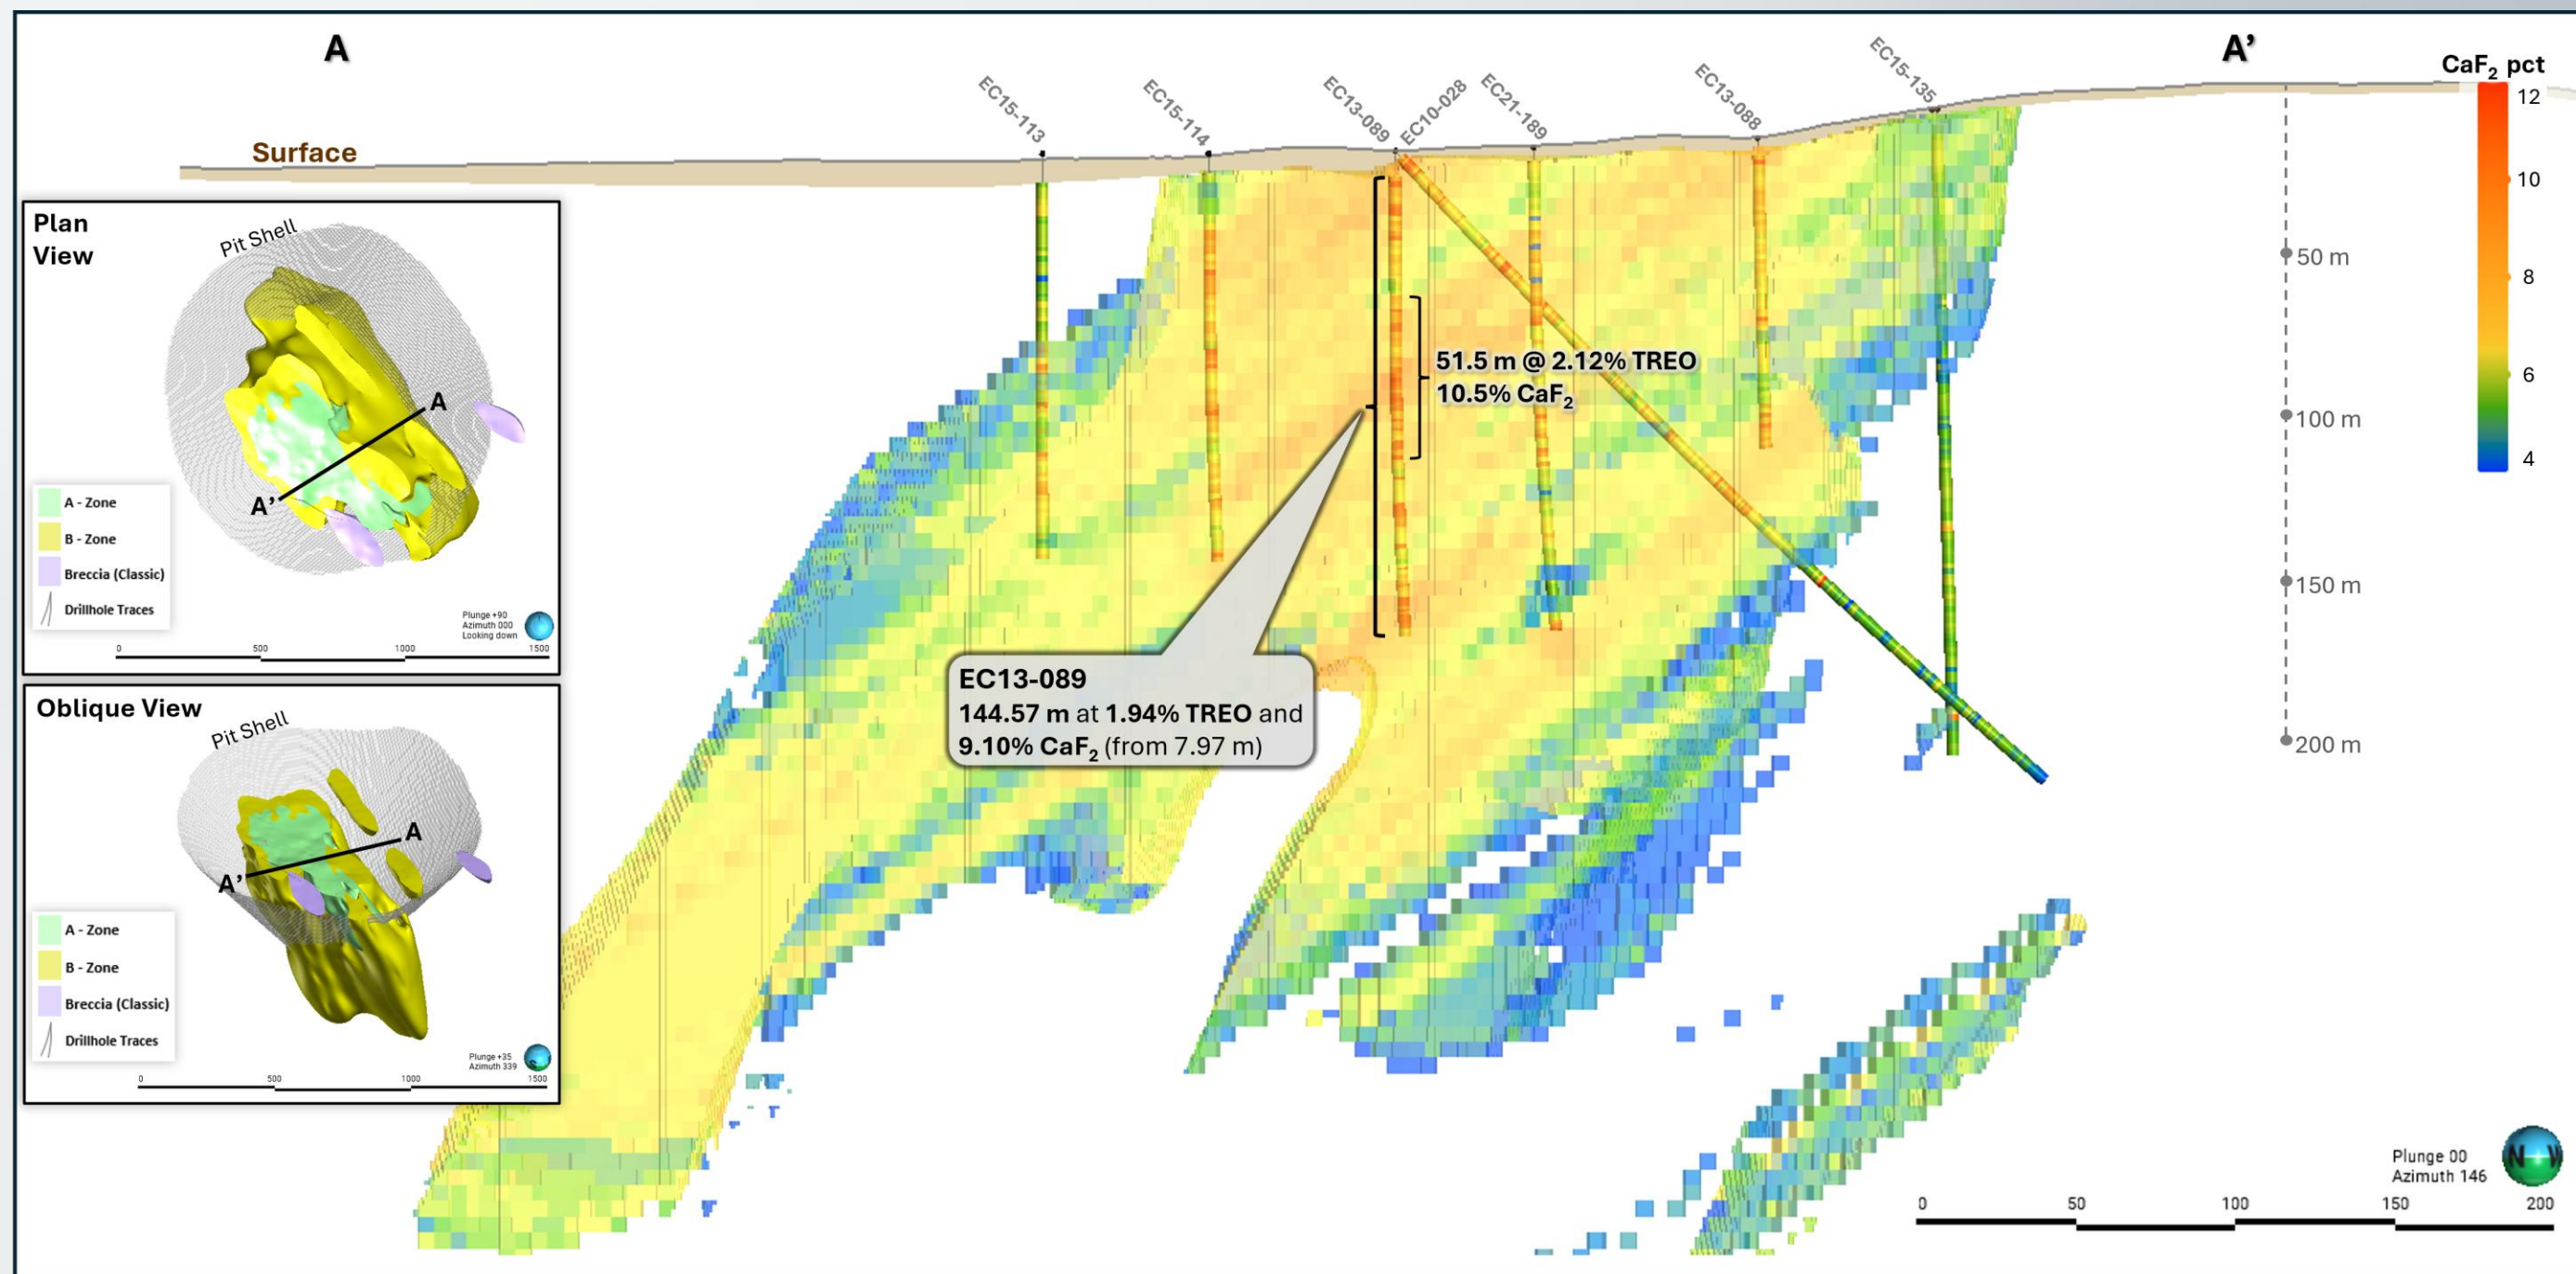 A
A’
CaF₂ pct
12
10
8
6
4
EC15-113
EC15-114
EC13-089
EC10-028
EC21-189
EC13-088
EC15-135
Surface
50 m
100 m
150 m
200 m
51.5 m @ 2.12% TREO
10.5% CaF₂
EC13-089
144.57 m at 1.94% TREO and
9.10% CaF₂ (from 7.97 m)
Plan
View
Pit Shell
A
A’
A - Zone
B - Zone
Breccia (Classic)
Drillhole Traces
Plunge +90
Azimuth 000
Looking down
0 500 1000 1500
Oblique View
Pit Shell
A
A’
A - Zone
B - Zone
Breccia (Classic)
Drillhole Traces
Plunge +35
Azimuth 339
0 500 1000 1500
Plunge 00
Azimuth 146
N W
0 50 100 150 200